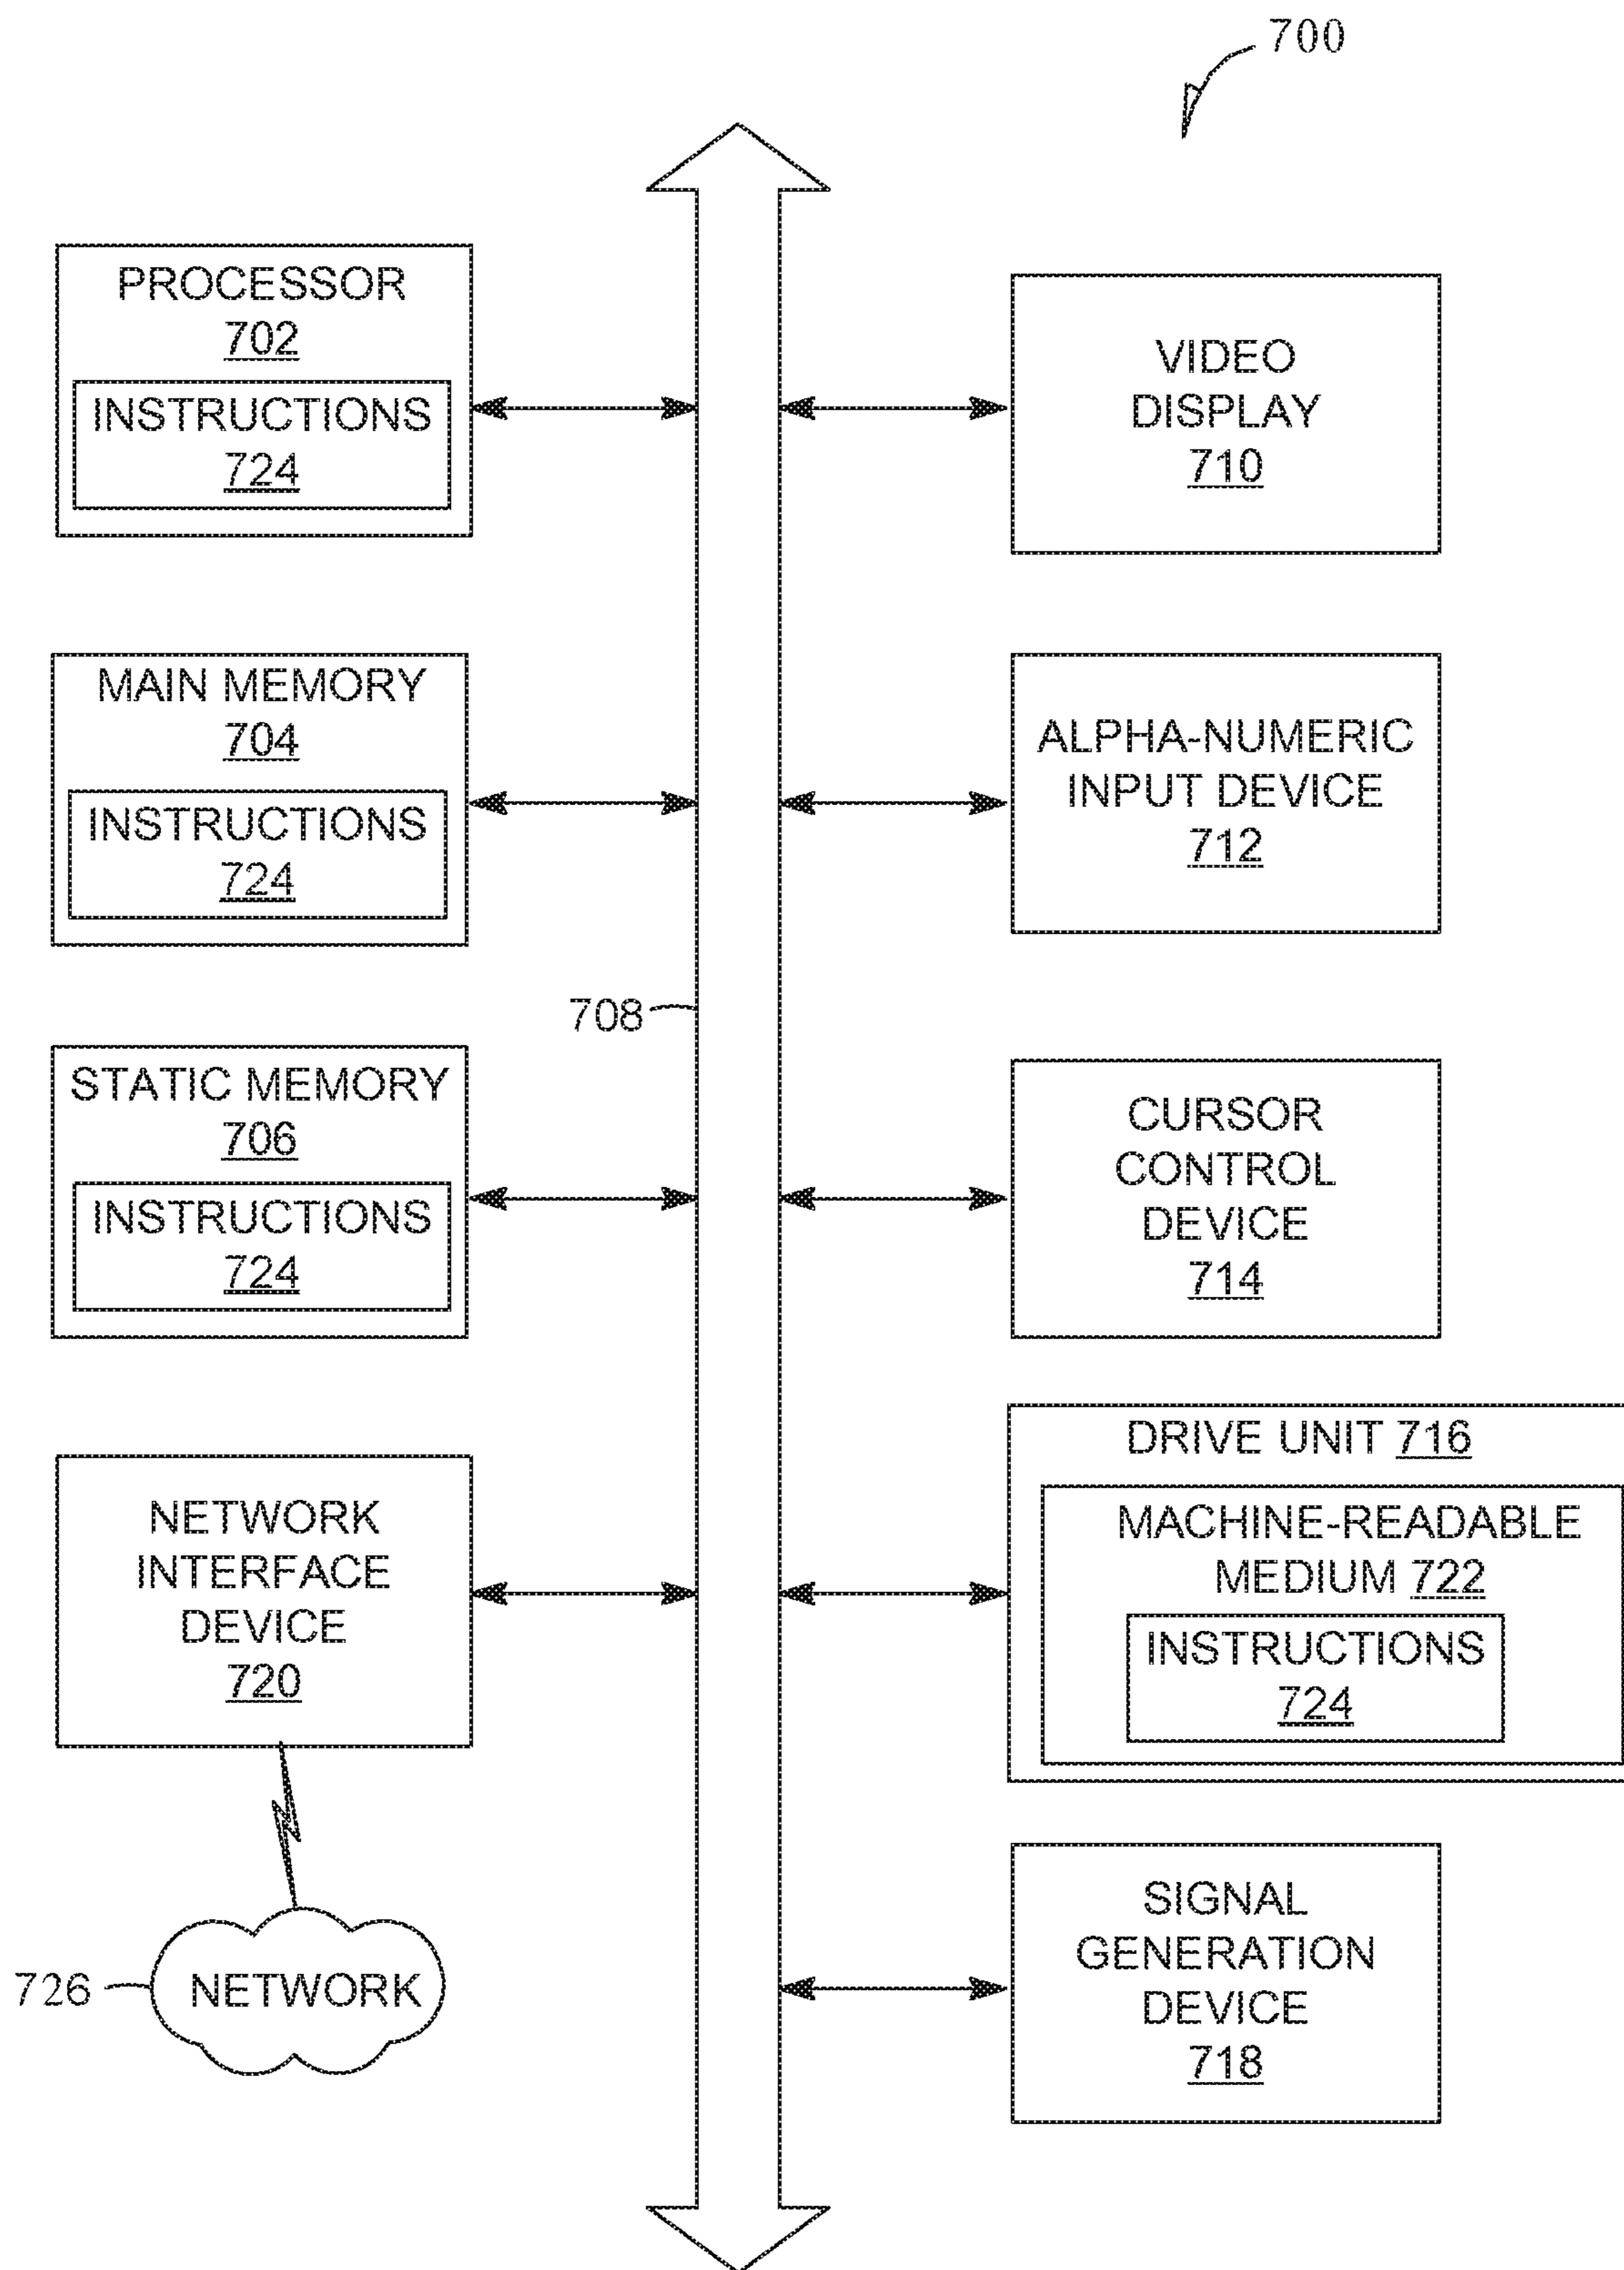 700
PROCESSOR
702
INSTRUCTIONS
724
VIDEO
DISPLAY
710
MAIN MEMORY
704
INSTRUCTIONS
724
ALPHA-NUMERIC
INPUT DEVICE
712
708
STATIC MEMORY
706
INSTRUCTIONS
724
CURSOR
CONTROL
DEVICE
714
NETWORK
INTERFACE
DEVICE
720
DRIVE UNIT 716
MACHINE-READABLE
MEDIUM 722
INSTRUCTIONS
724
726
NETWORK
SIGNAL
GENERATION
DEVICE
718